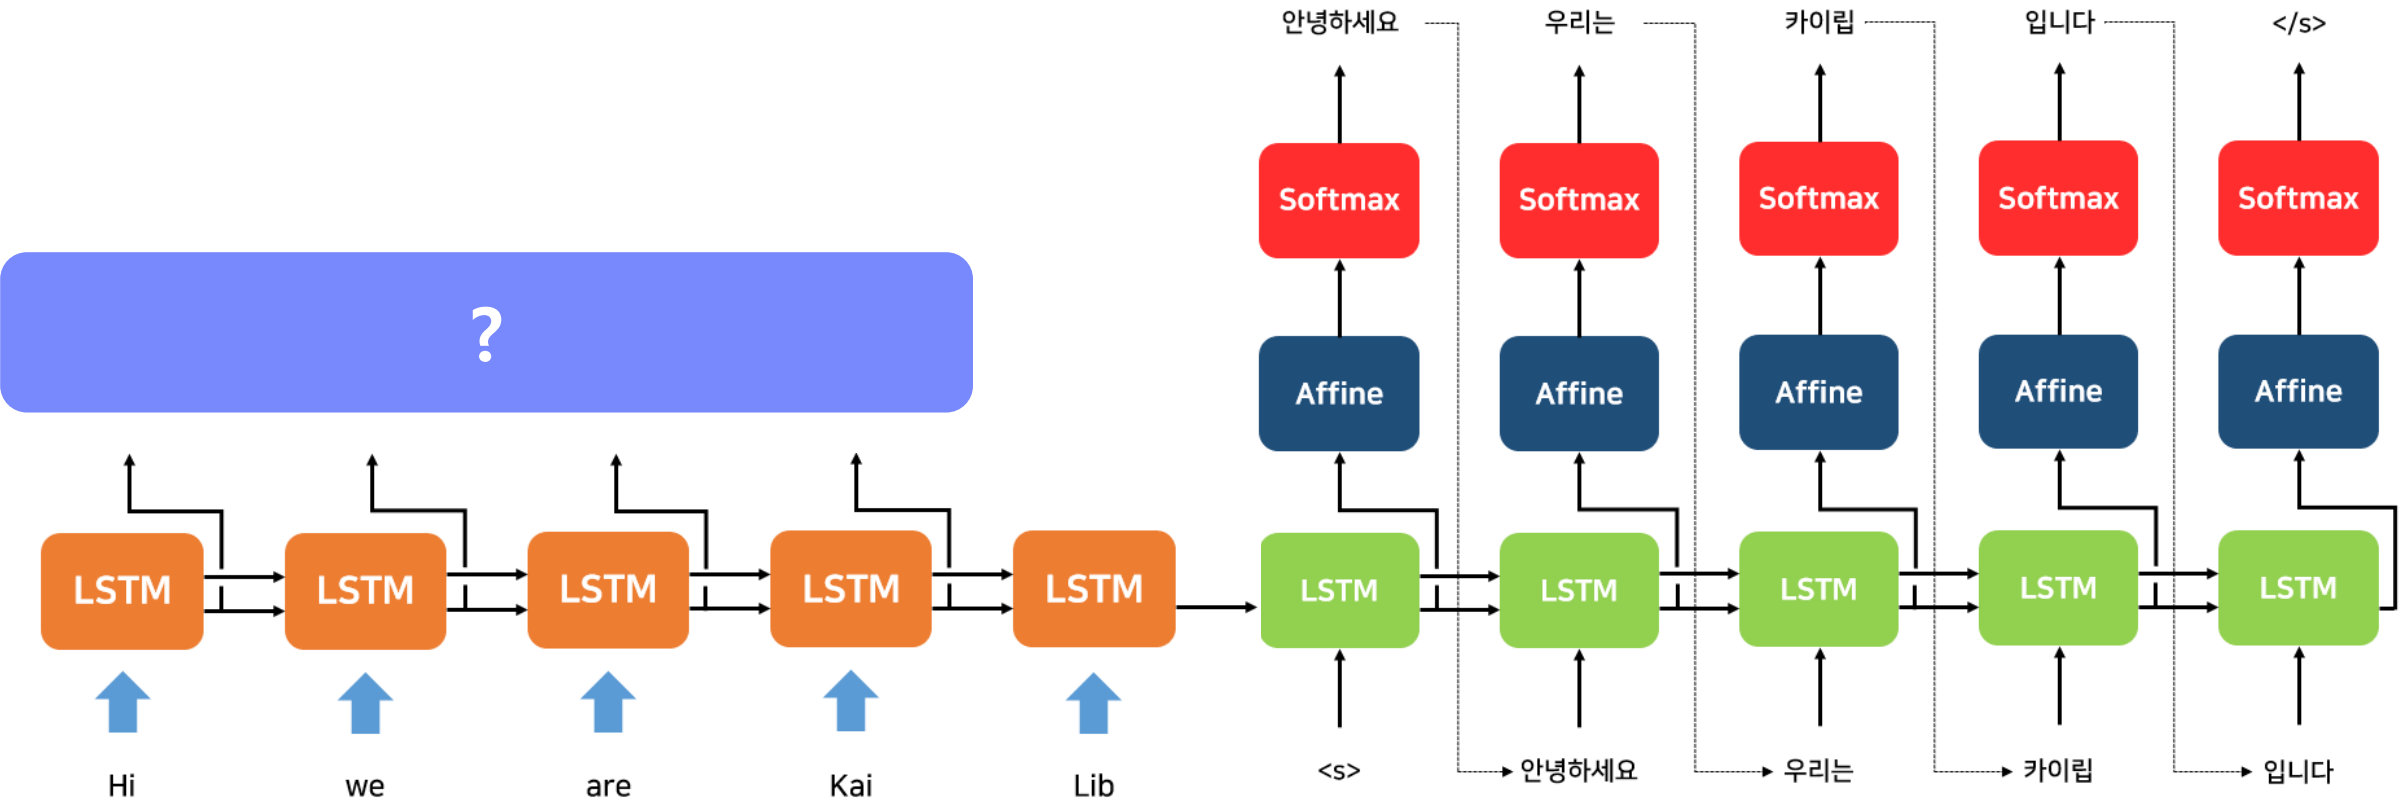 안녕하세요 우리는 카이립 입니다 </s>
Softmax Softmax Softmax Softmax Softmax
?
Affine Affine Affine Affine Affine
LSTM LSTM LSTM LSTM LSTM LSTM LSTM LSTM LSTM LSTM
<s> 안녕하세요 우리는 카이립 입니다
Hi we are Kai Lib